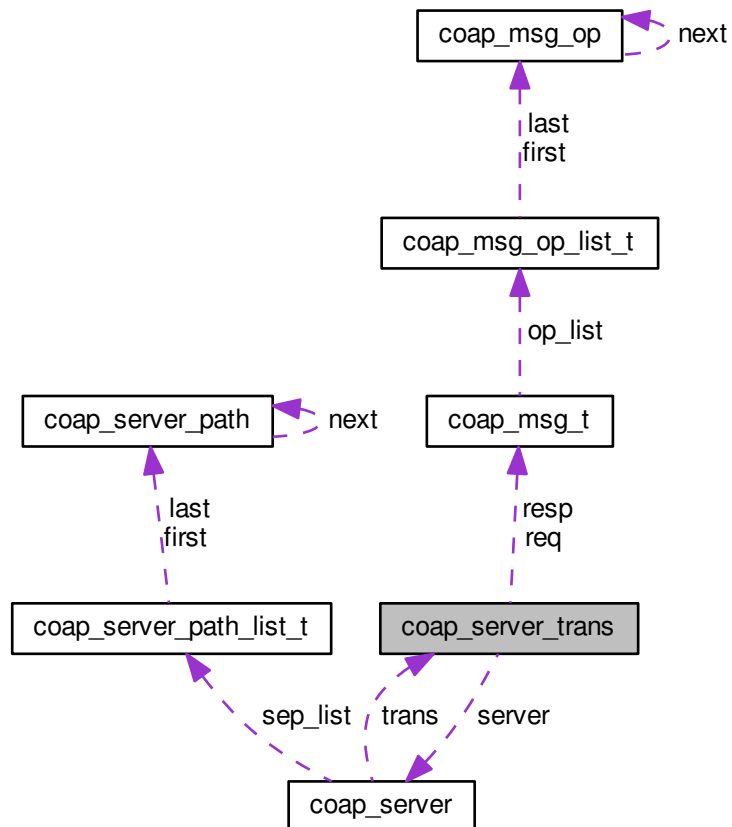 coap_msg_op
next
last
first
coap_msg_op_list_t
op_list
coap_server_path
next
coap_msg_t
last
first
resp
req
coap_server_path_list_t
coap_server_trans
sep_list
trans
server
coap_server